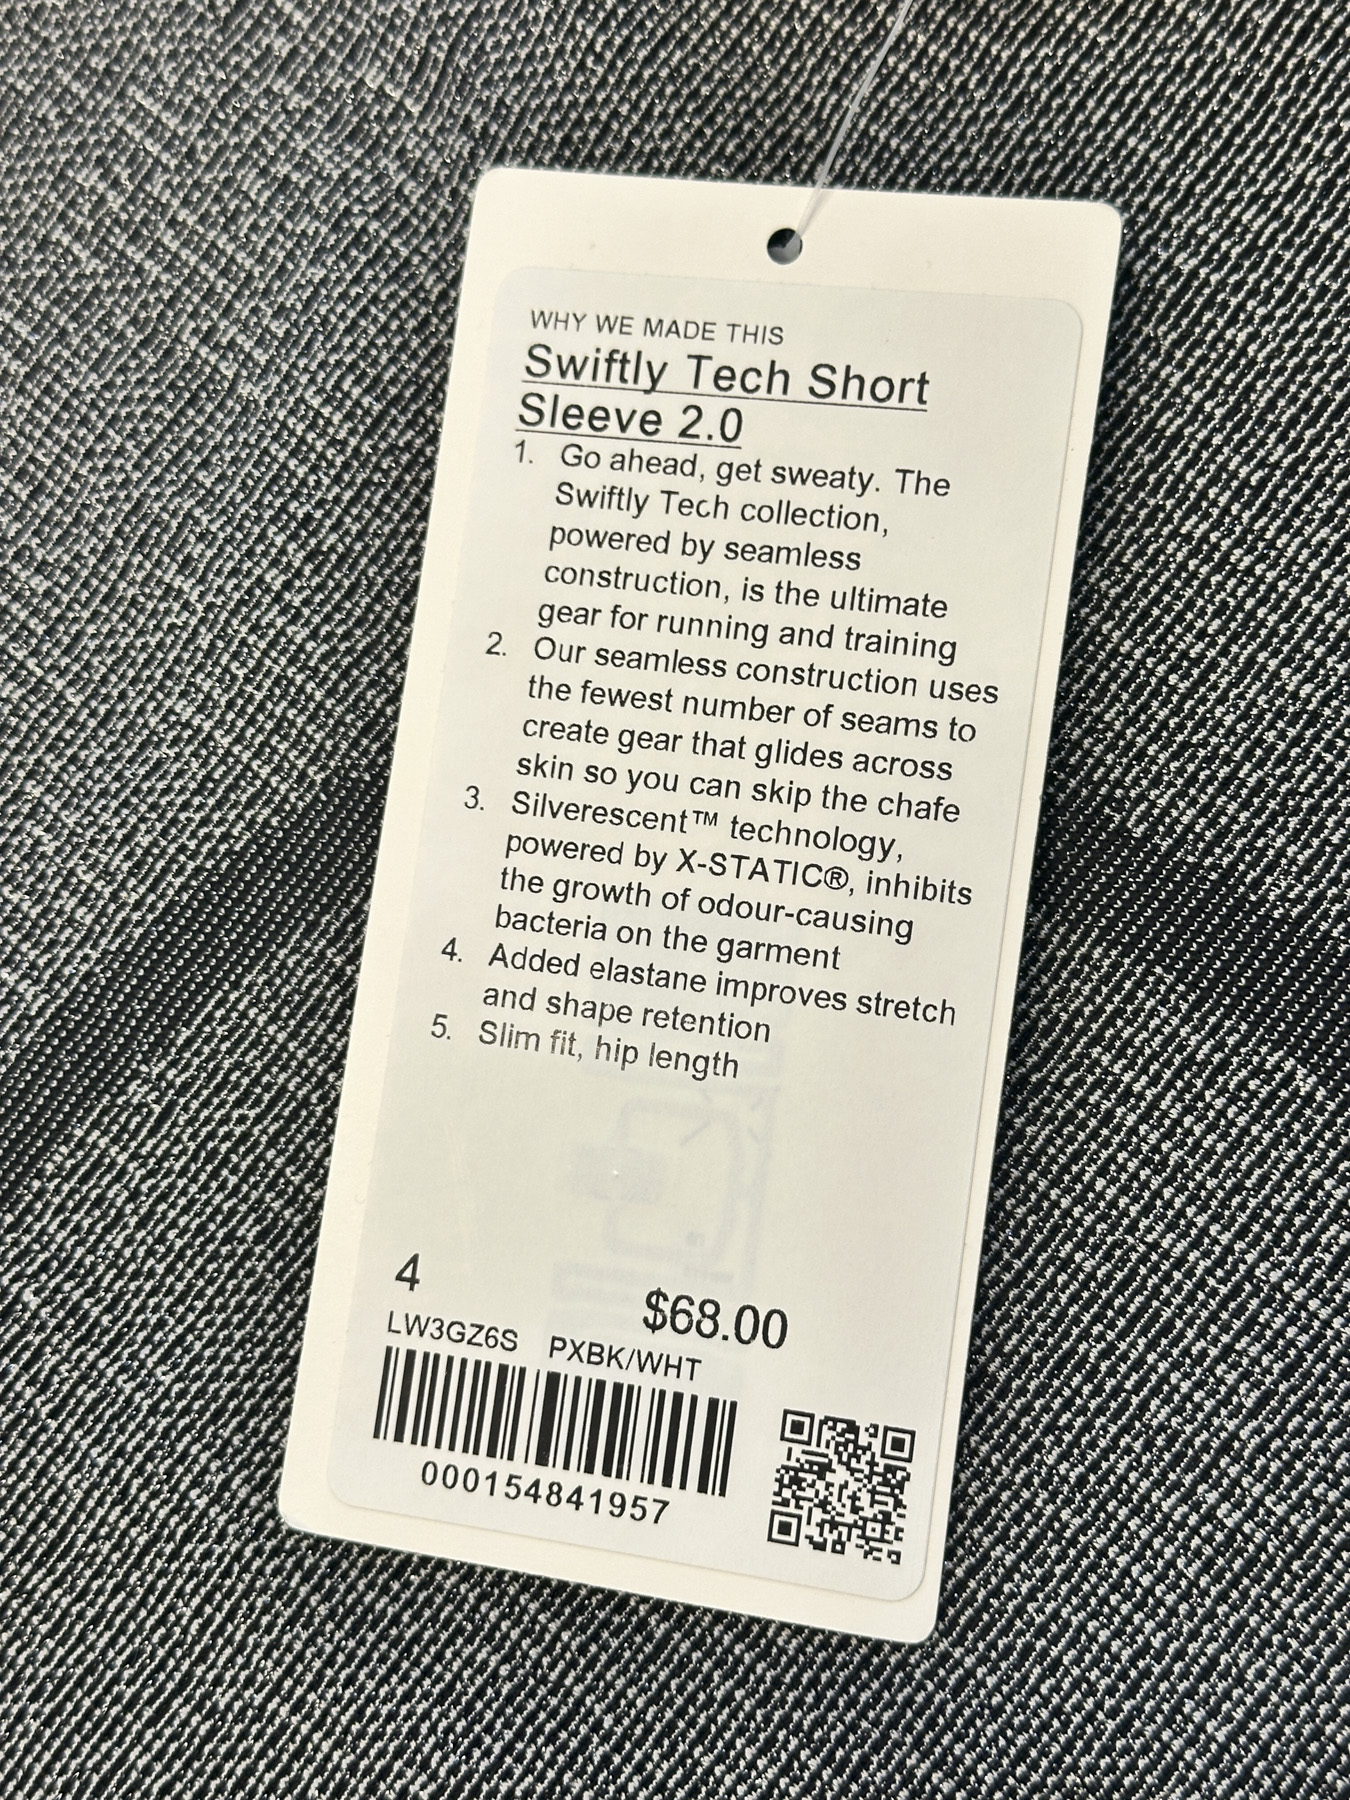 WHY WE MADE THIS
Swiftly Tech Short
Sleeve 2.0
1. Go ahead, get sweaty. The
Swiftly Tech collection,
powered by seamless
construction, is the ultimate
gear for running and training
2. Our seamless construction uses
the fewest number of seams to
create gear that glides across
skin so you can skip the chafe
3. Silverescent™ technology,
powered by X-STATIC®, inhibits
the growth of odour-causing
bacteria on the garment
4. Added elastane improves stretch
and shape retention
5. Slim fit, hip length
4
$68.00
LW3GZ6S PXBK/WHT
000154841957